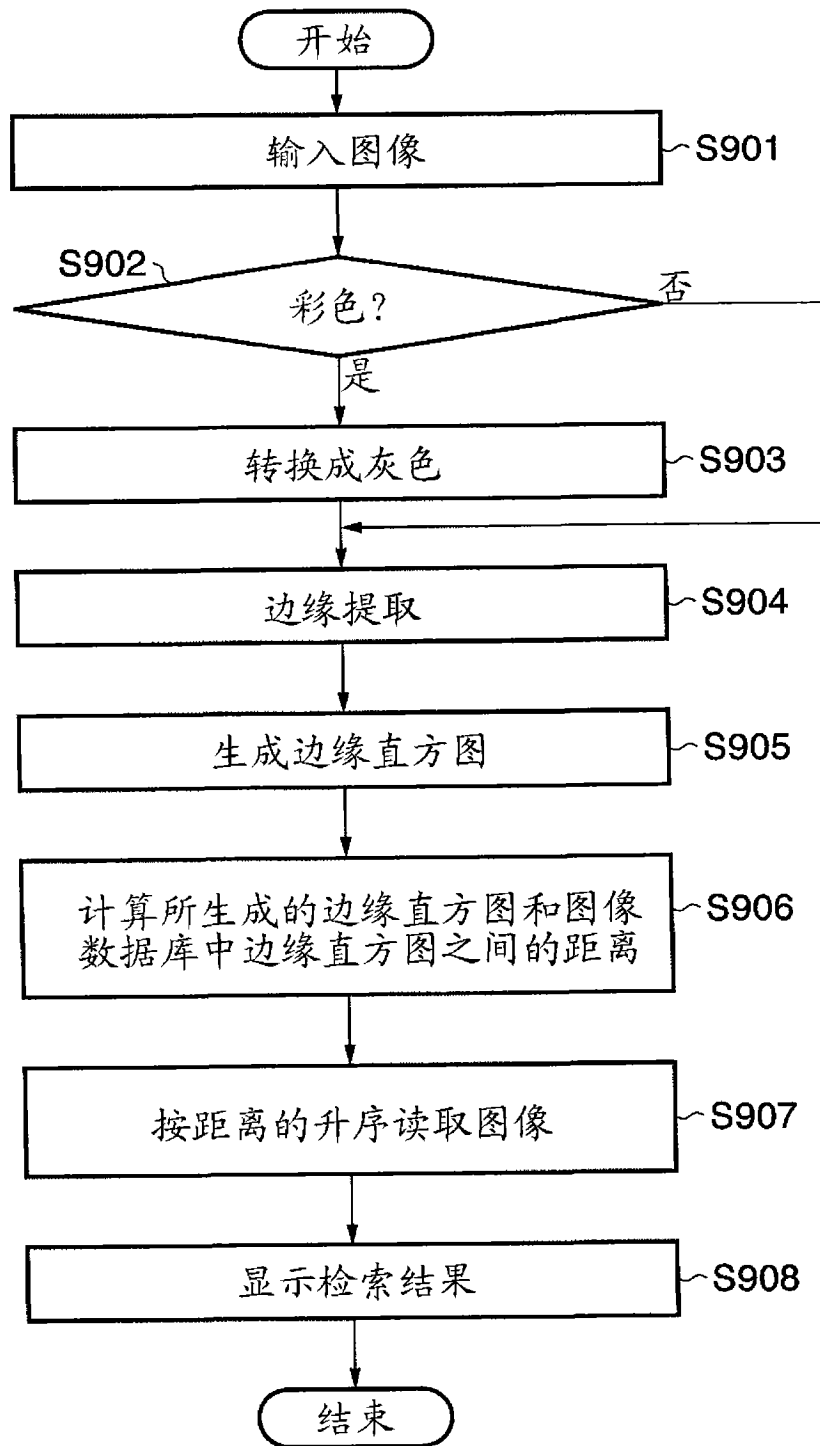 开始
输入图像
S901
S902
彩色?
否
是
转换成灰色
S903
边缘提取
S904
生成边缘直方图
S905
计算所生成的边缘直方图和图像
数据库中边缘直方图之间的距离
S906
按距离的升序读取图像
S907
显示检索结果
S908
结束